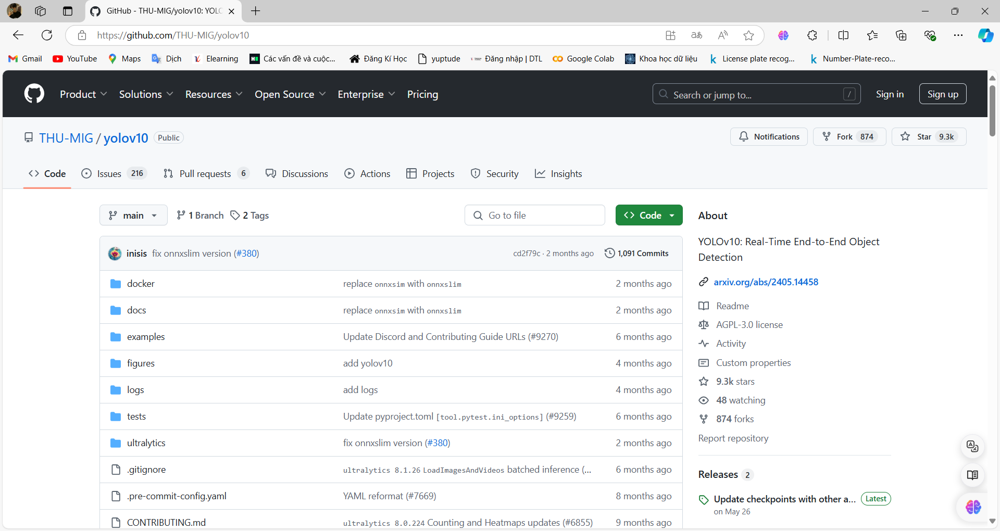 GitHub - THU-MIG/yolov10: YOLO
https://github.com/THU-MIG/yolov10
Gmail YouTube Maps Dịch Elearning Các vấn đề và cuộc... Đăng Kí Học yuptude Đăng nhập | DTL Google Colab Khoa học dữ liệu License plate recog... Number-Plate-reco...
Product Solutions Resources Open Source Enterprise Pricing Search or jump to... / Sign in Sign up
THU-MIG / yolov10 Public Notifications Fork 874 Star 9.3k
Code Issues 216 Pull requests 6 Discussions Actions Projects Security Insights
main 1 Branch 2 Tags Go to file Code
inisis fix onnxslim version (#380) cd2f79c · 2 months ago 1,091 Commits
docker replace onnxsim with onnxslim 2 months ago
docs replace onnxsim with onnxslim 2 months ago
examples Update Discord and Contributing Guide URLs (#9270) 6 months ago
figures add yolov10 4 months ago
logs add logs 4 months ago
tests Update pyproject.toml [tool.pytest.ini_options] (#9259) 6 months ago
ultralytics fix onnxslim version (#380) 2 months ago
.gitignore ultralytics 8.1.26 LoadImagesAndVideos batched inference (... 6 months ago
.pre-commit-config.yaml YAML reformat (#7669) 8 months ago
CONTRIBUTING.md ultralytics 8.0.224 Counting and Heatmaps updates (#6855) 9 months ago
About
YOLOv10: Real-Time End-to-End Object
Detection
arxiv.org/abs/2405.14458
Readme
AGPL-3.0 license
Activity
Custom properties
9.3k stars
48 watching
874 forks
Report repository
Releases 2
Update checkpoints with other a... Latest
on May 26